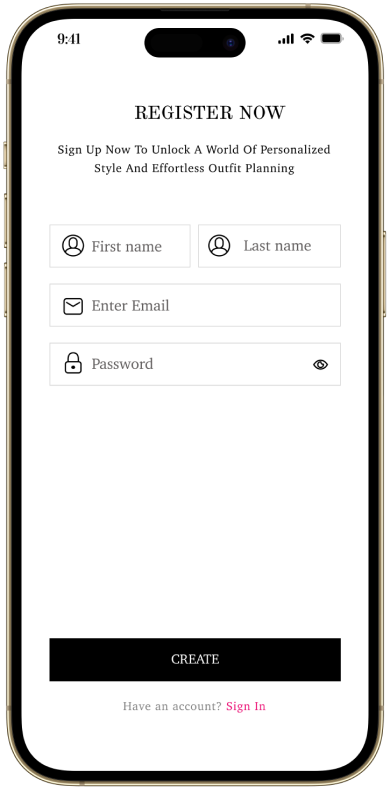 9:41
REGISTER NOW
Sign Up Now To Unlock A World Of Personalized
Style And Effortless Outfit Planning
First name
Last name
Enter Email
Password
CREATE
Have an account? Sign In